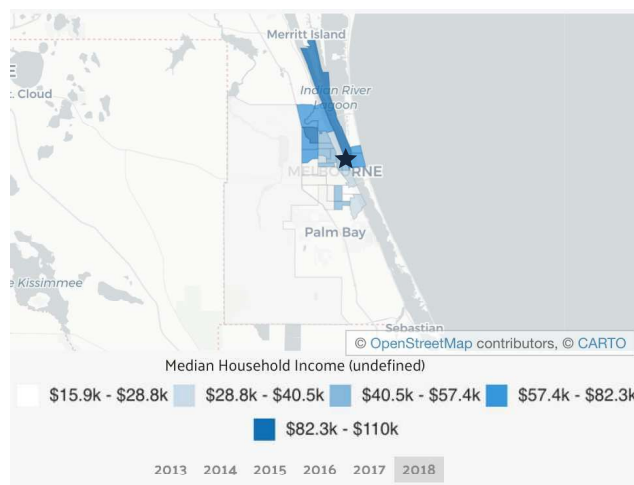 Merritt Island
E
. Cloud
Indian River
Lagoon
MELBOURNE
Palm Bay
e Kissimmee
Sebastian
© OpenStreetMap contributors, © CARTO
Median Household Income (undefined)
$15.9k - $28.8k $28.8k - $40.5k $40.5k - $57.4k $57.4k - $82.3k
$82.3k - $110k
2013 2014 2015 2016 2017 2018